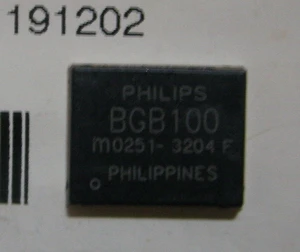 191202
PHILIPS
BGB100
m0251- 3204 F
PHILIPPINES